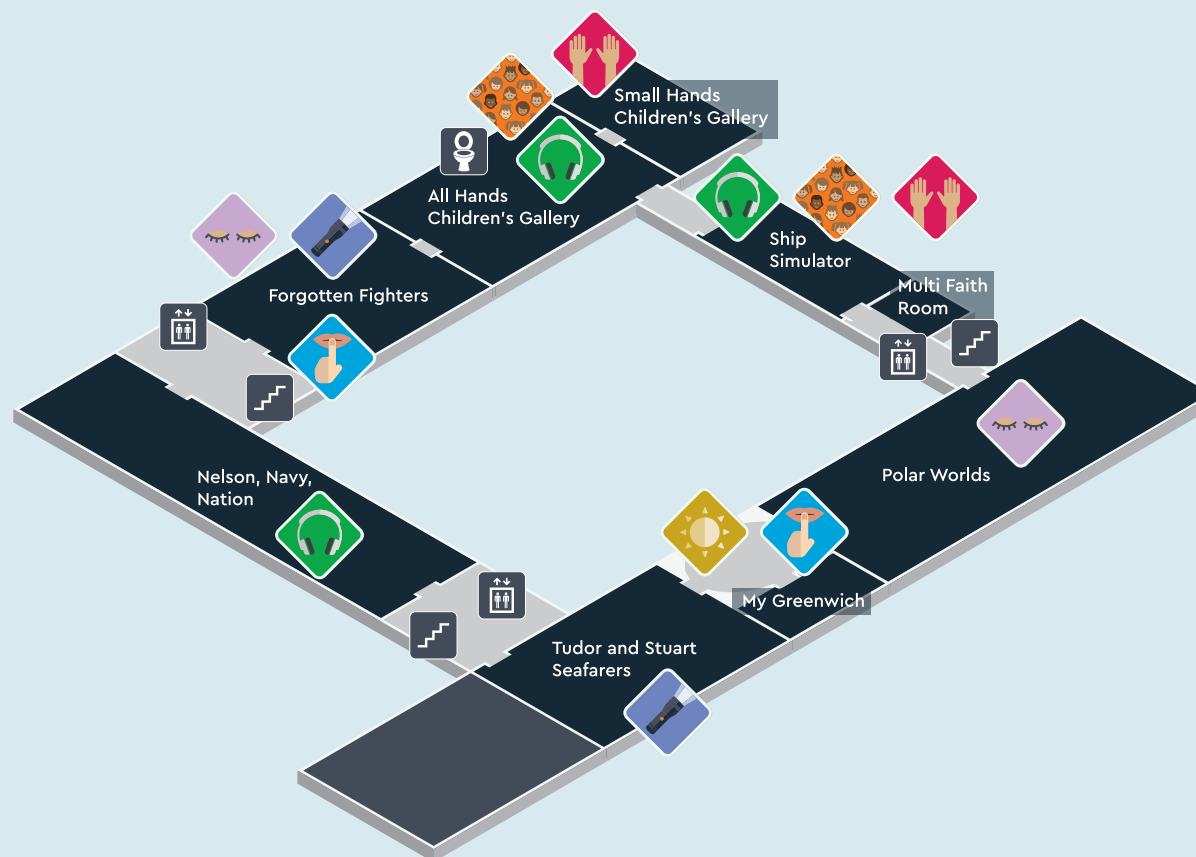 Small Hands
Children's Gallery
All Hands
Children's Gallery
Ship
Simulator
Multi Faith
Room
Forgotten Fighters
Nelson, Navy,
Nation
Polar Worlds
My Greenwich
Tudor and Stuart
Seafarers